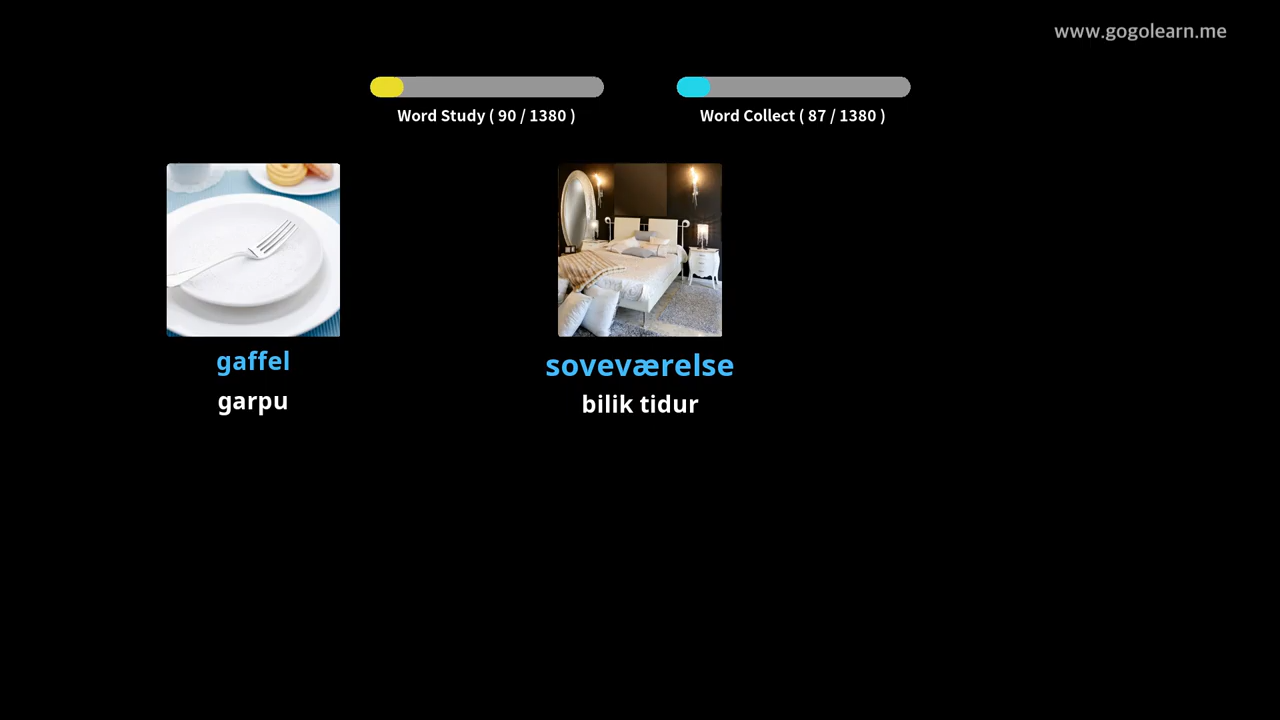 www.gogolearn.me
Word Study ( 90 / 1380 )
Word Collect ( 87 / 1380 )
gaffel
garpu
soveværelse
bilik tidur